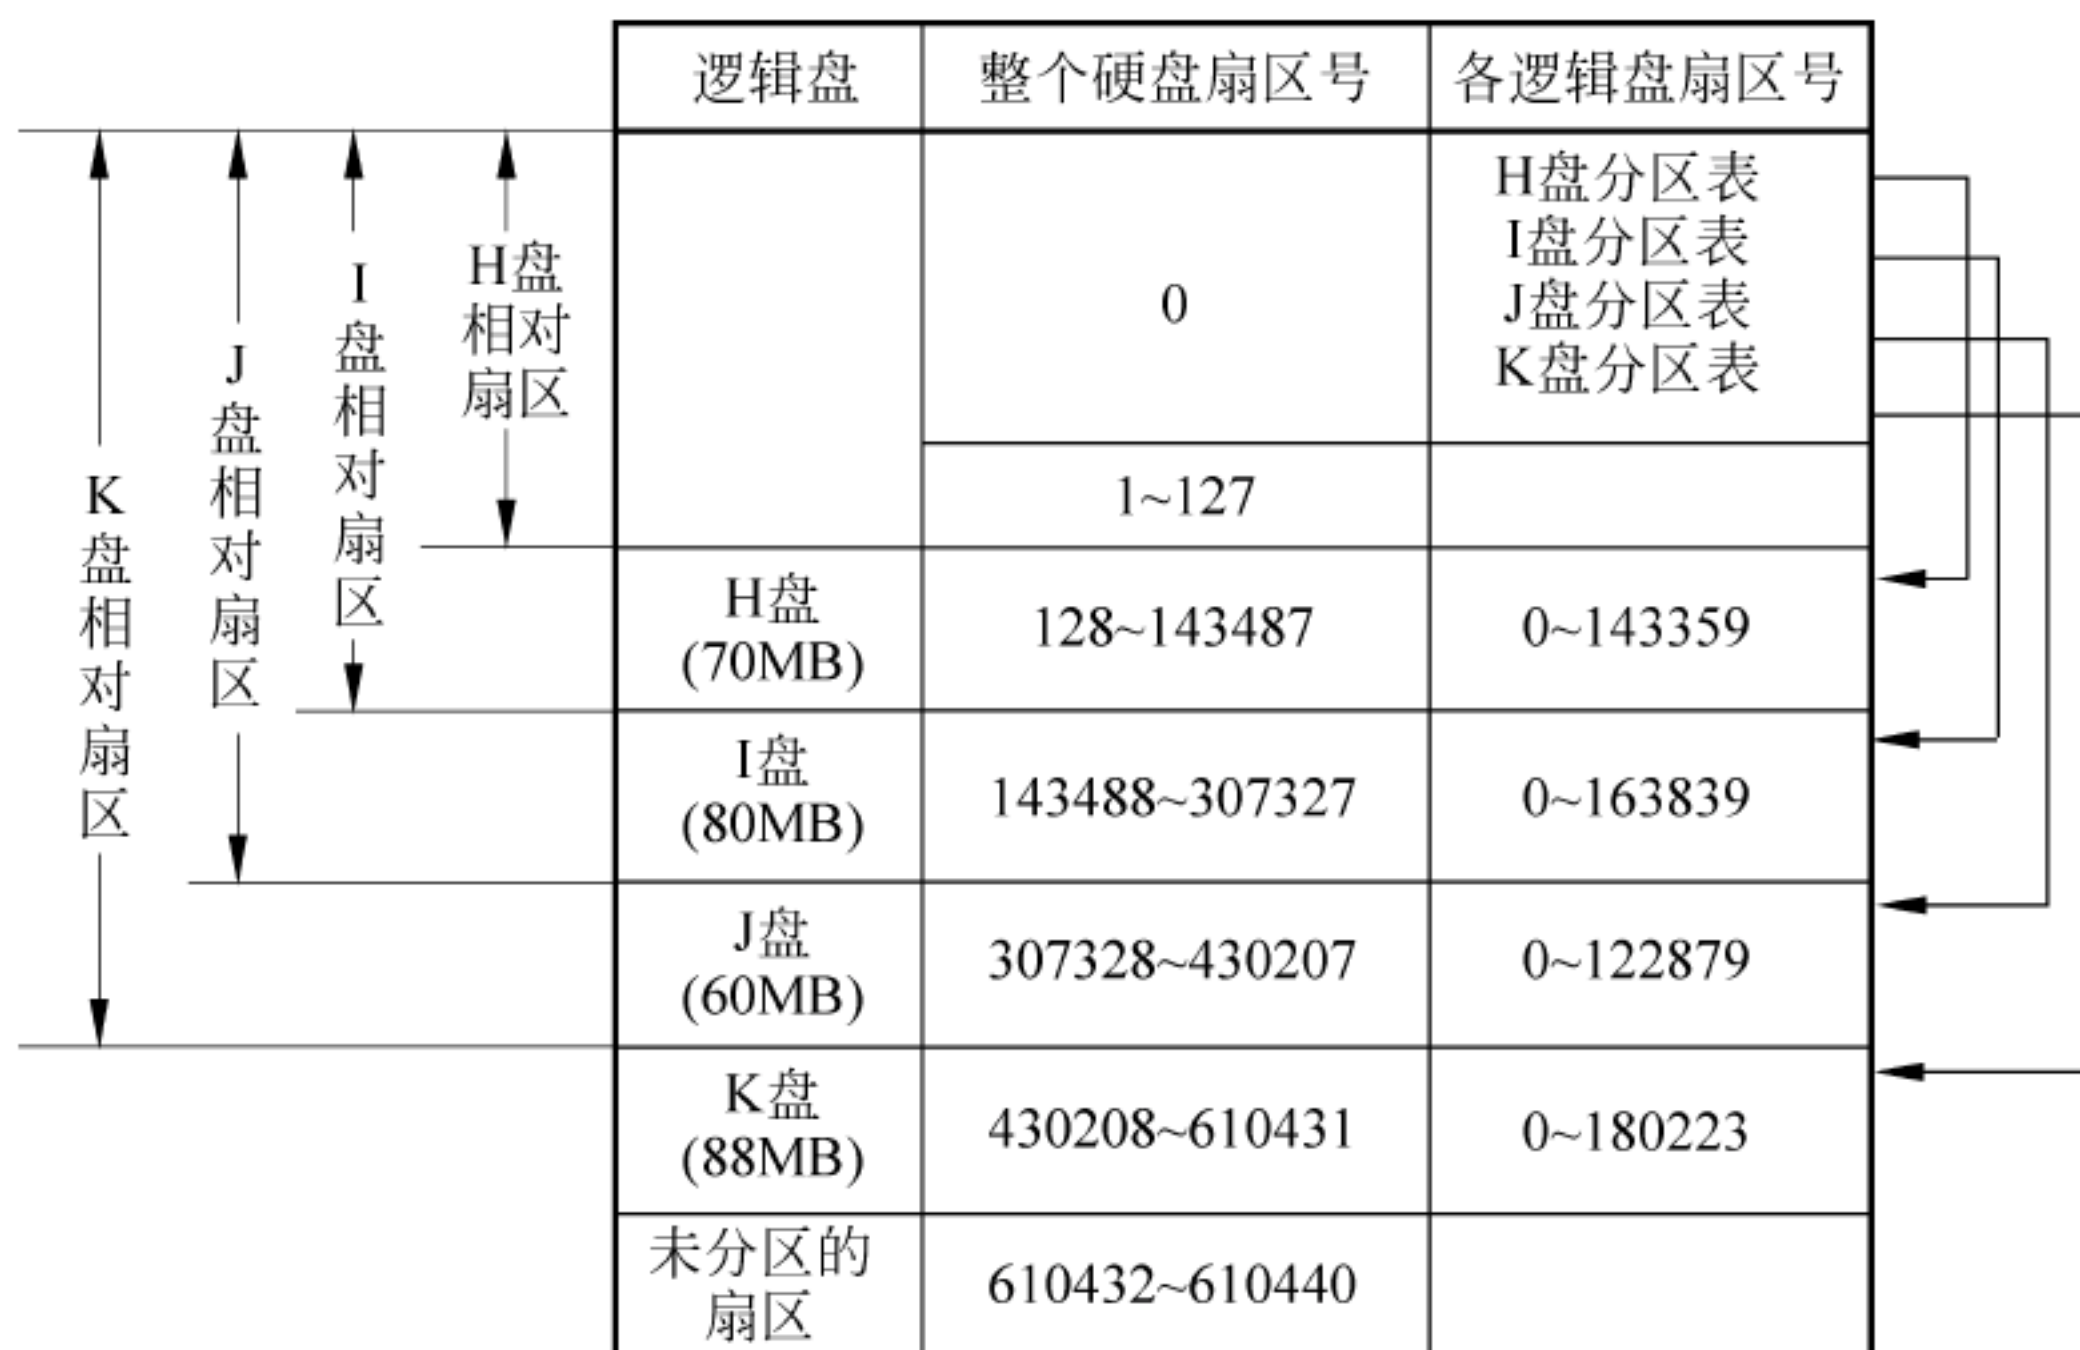 逻辑盘 整个硬盘扇区号 各逻辑盘扇区号
K盘相对扇区
J盘相对扇区
I盘相对扇区
H盘
相对
扇区
0
H盘分区表
I盘分区表
J盘分区表
K盘分区表
1~127
H盘
(70MB)
128~143487
0~143359
I盘
(80MB)
143488~307327
0~163839
J盘
(60MB)
307328~430207
0~122879
K盘
(88MB)
430208~610431
0~180223
未分区的
扇区
610432~610440